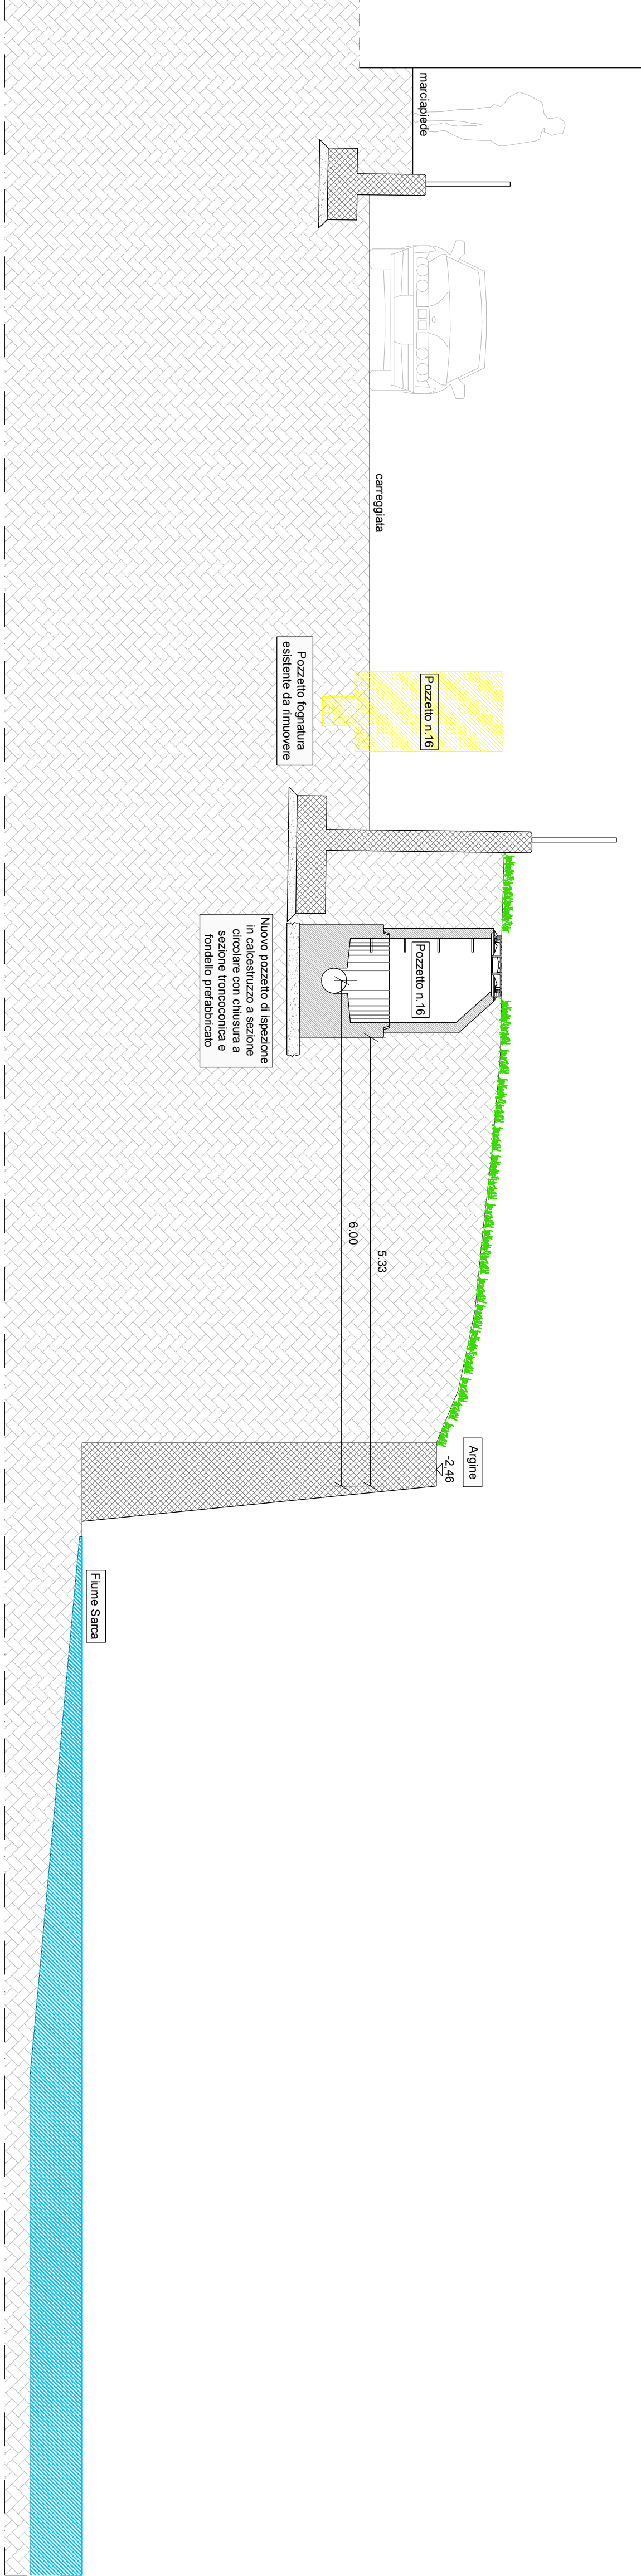 marciapiede
carreggiata
Pozzetto n.16
Pozzetto fognatura
esistente da rimuovere
Pozzetto n.16
Nuovo pozzetto di ispezione
in calcestruzzo a sezione
circolare con chiusura a
sezione troncoconica e
fondello prefabbricato
5.33
6.00
Argine
-2,46
Fiume Sarca